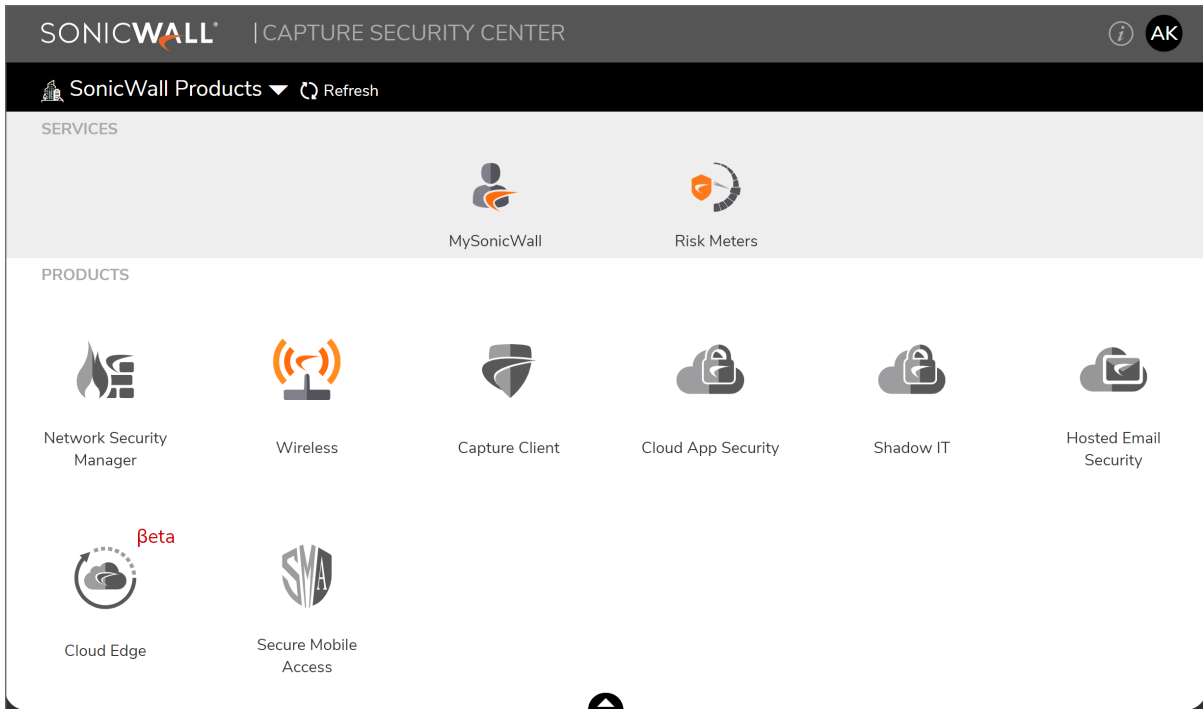 SONICWALL® | CAPTURE SECURITY CENTER
i AK
SonicWall Products Refresh
SERVICES
MySonicWall
Risk Meters
PRODUCTS
Network Security
Manager
Wireless
Capture Client
Cloud App Security
Shadow IT
Hosted Email
Security
βeta
Cloud Edge
SMA
Secure Mobile
Access